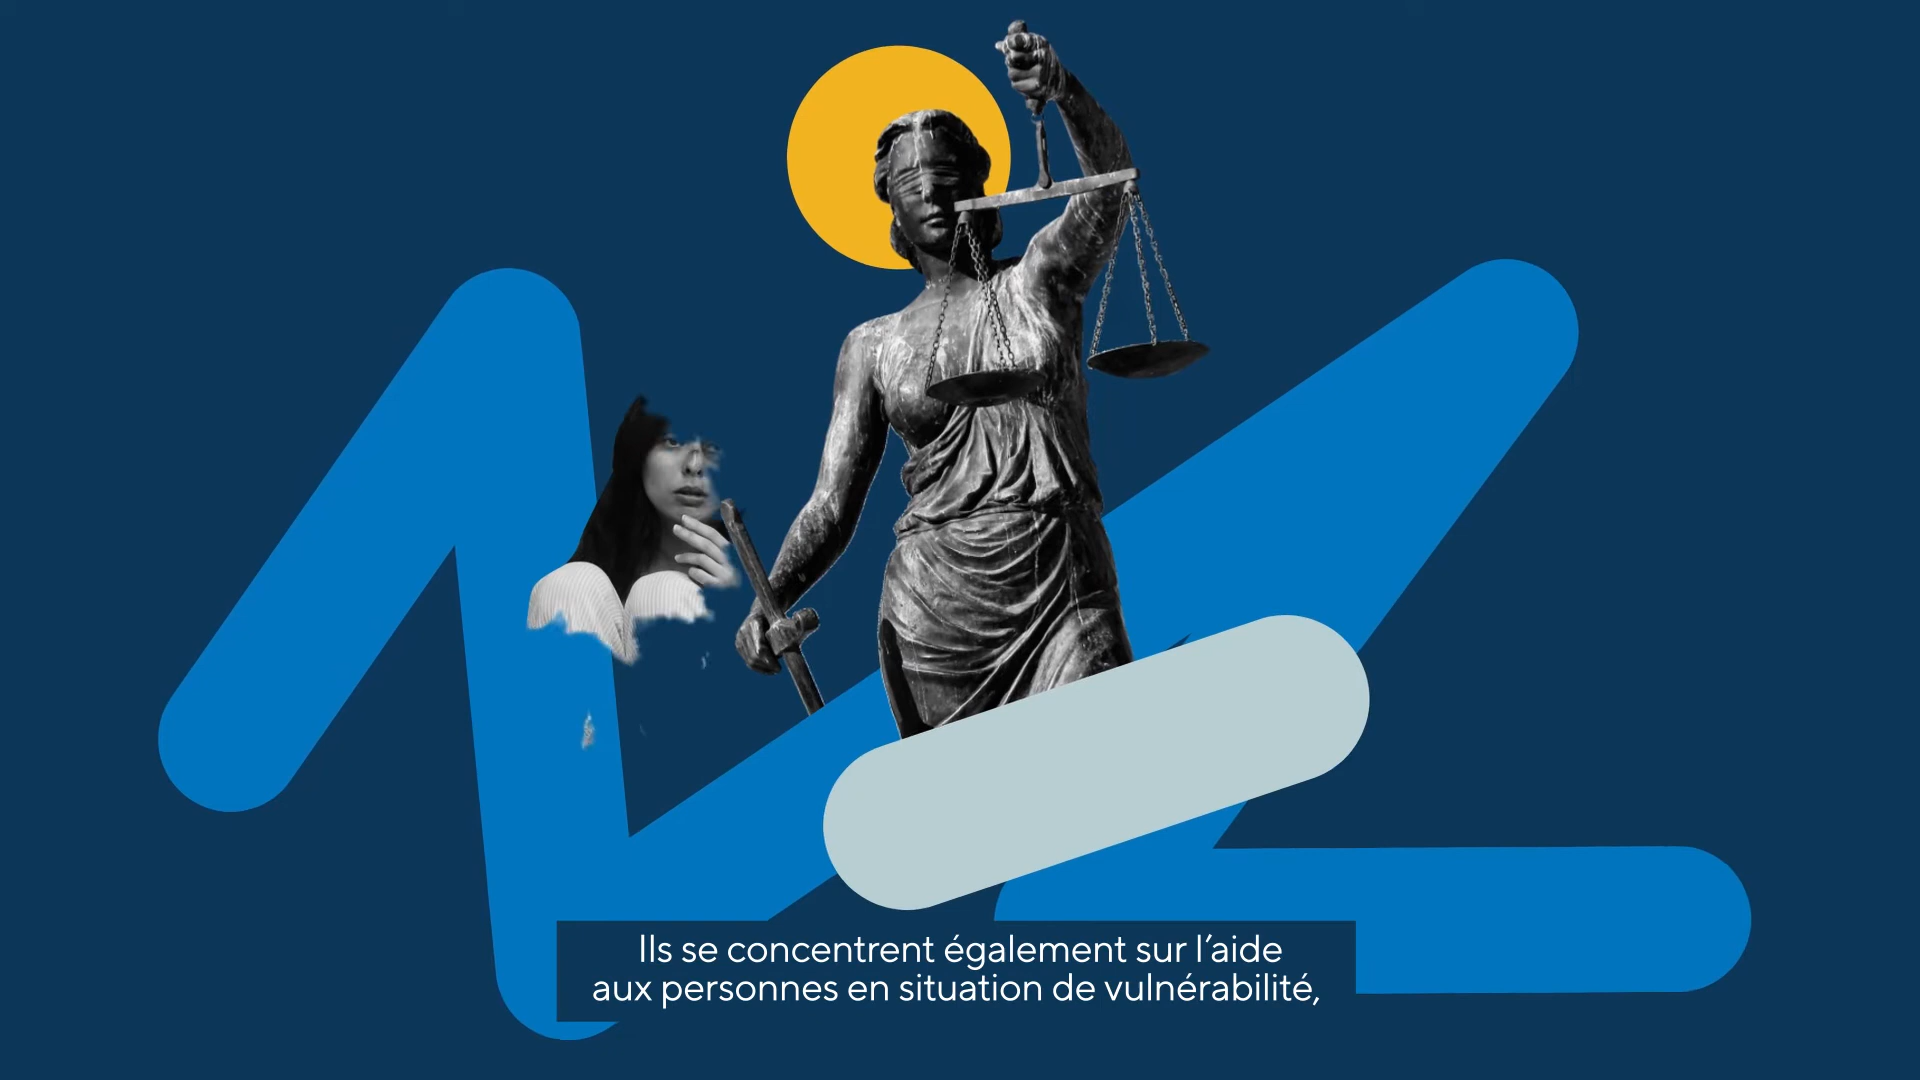 Ils se concentrent également sur l’aide
aux personnes en situation de vulnérabilité,